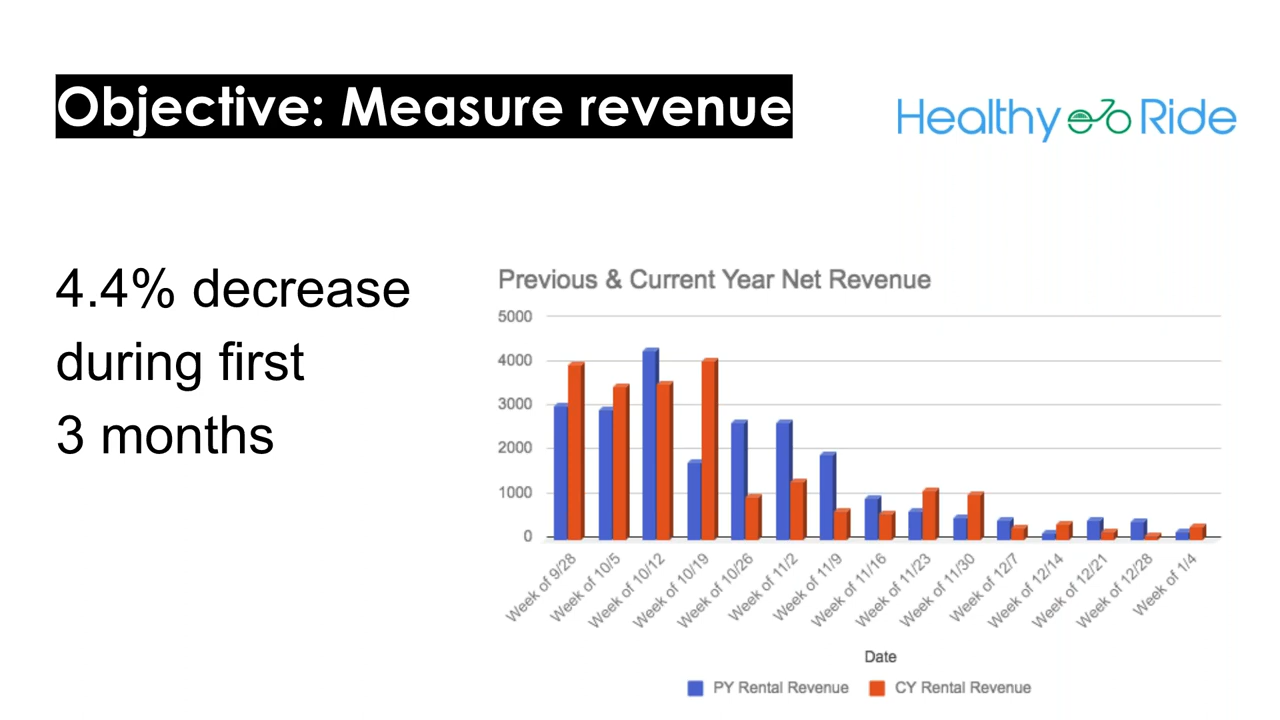 Objective: Measure revenue
Healthy Ride
4.4% decrease
during first
3 months
Previous & Current Year Net Revenue
5000
4000
3000
2000
1000
0
Week of 9/28
Week of 10/5
Week of 10/12
Week of 10/19
Week of 10/26
Week of 11/2
Week of 11/9
Week of 11/16
Week of 11/23
Week of 11/30
Week of 12/7
Week of 12/14
Week of 12/21
Week of 12/28
Week of 1/4
Date
PY Rental Revenue
CY Rental Revenue